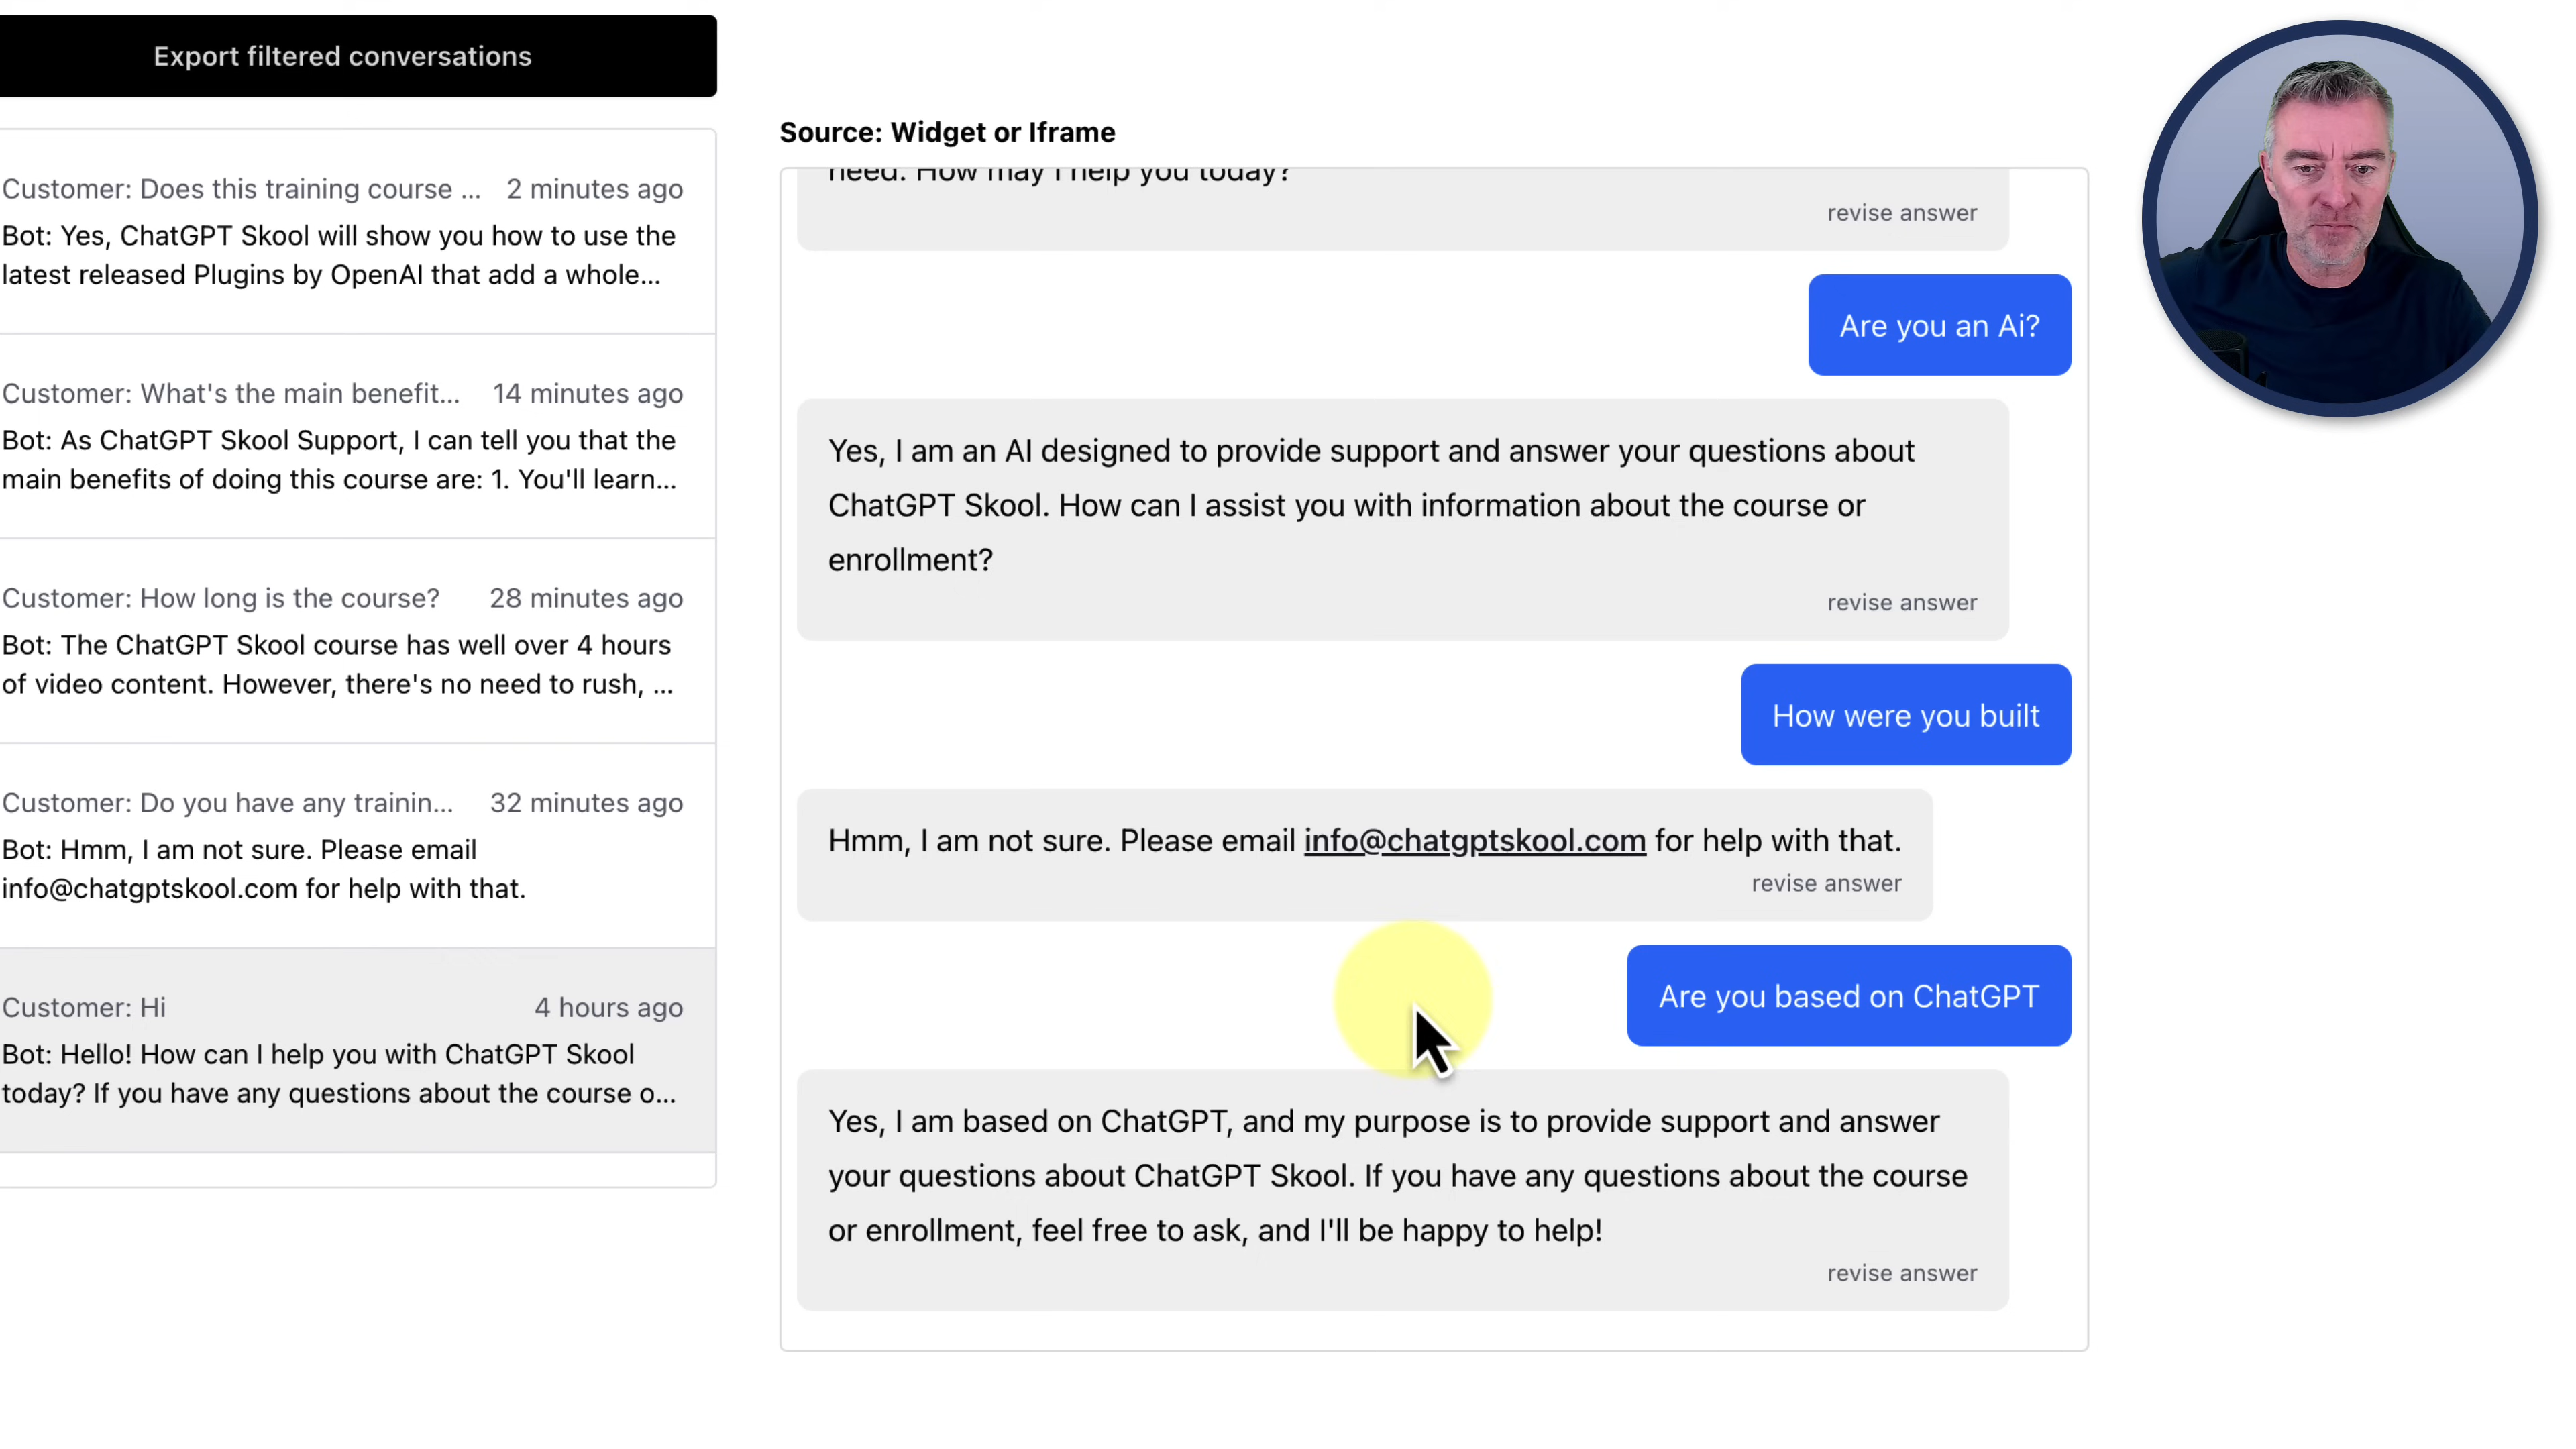 Export filtered conversations
Customer: Does this training course ... 2 minutes ago
Bot: Yes, ChatGPT Skool will show you how to use the
latest released Plugins by OpenAI that add a whole...
Customer: What's the main benefit... 14 minutes ago
Bot: As ChatGPT Skool Support, I can tell you that the
main benefits of doing this course are: 1. You'll learn...
Customer: How long is the course? 28 minutes ago
Bot: The ChatGPT Skool course has well over 4 hours
of video content. However, there's no need to rush, ...
Customer: Do you have any trainin... 32 minutes ago
Bot: Hmm, I am not sure. Please email
info@chatgptskool.com for help with that.
Customer: Hi 4 hours ago
Bot: Hello! How can I help you with ChatGPT Skool
today? If you have any questions about the course o...
Source: Widget or Iframe
need. How may I help you today?
revise answer
Are you an Ai?
Yes, I am an AI designed to provide support and answer your questions about
ChatGPT Skool. How can I assist you with information about the course or
enrollment?
revise answer
How were you built
Hmm, I am not sure. Please email info@chatgptskool.com for help with that.
revise answer
Are you based on ChatGPT
Yes, I am based on ChatGPT, and my purpose is to provide support and answer
your questions about ChatGPT Skool. If you have any questions about the course
or enrollment, feel free to ask, and I'll be happy to help!
revise answer